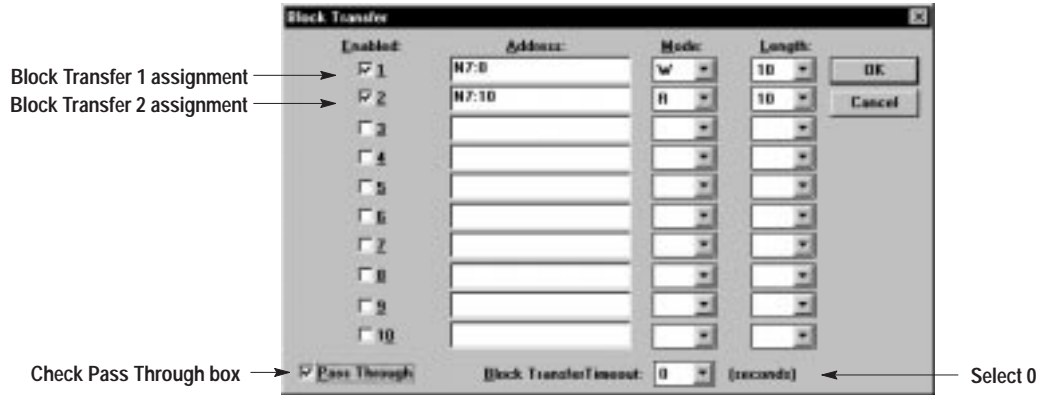 Block Transfer
Enabled: Address: Mode: Length:
Block Transfer 1 assignment 1 N7:0 W 10 OK
Block Transfer 2 assignment 2 N7:10 R 10 Cancel
3
4
5
6
7
8
9
10
Check Pass Through box Pass Through Block TransferTimeout: 0 (seconds) Select 0